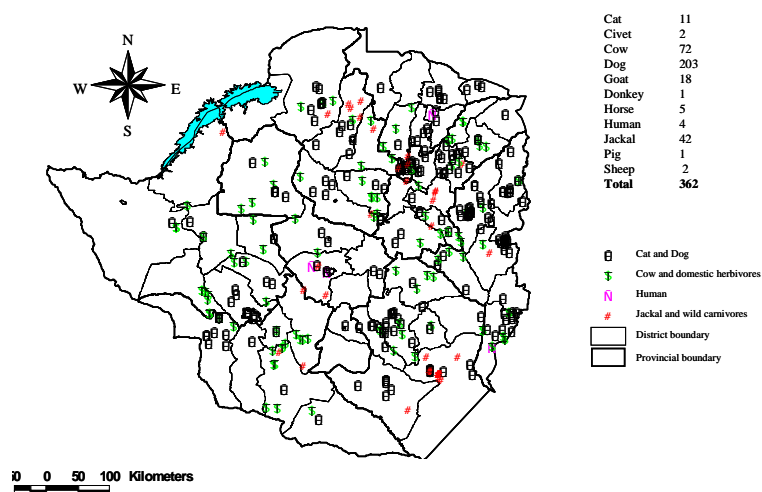 N
W E
S
Cat 11
Civet 2
Cow 72
Dog 203
Goat 18
Donkey 1
Horse 5
Human 4
Jackal 42
Pig 1
Sheep 2
Total 362
Cat and Dog
Cow and domestic herbivores
Ñ Human
# Jackal and wild carnivores
District boundary
Provincial boundary
0 0 50 100 Kilometers